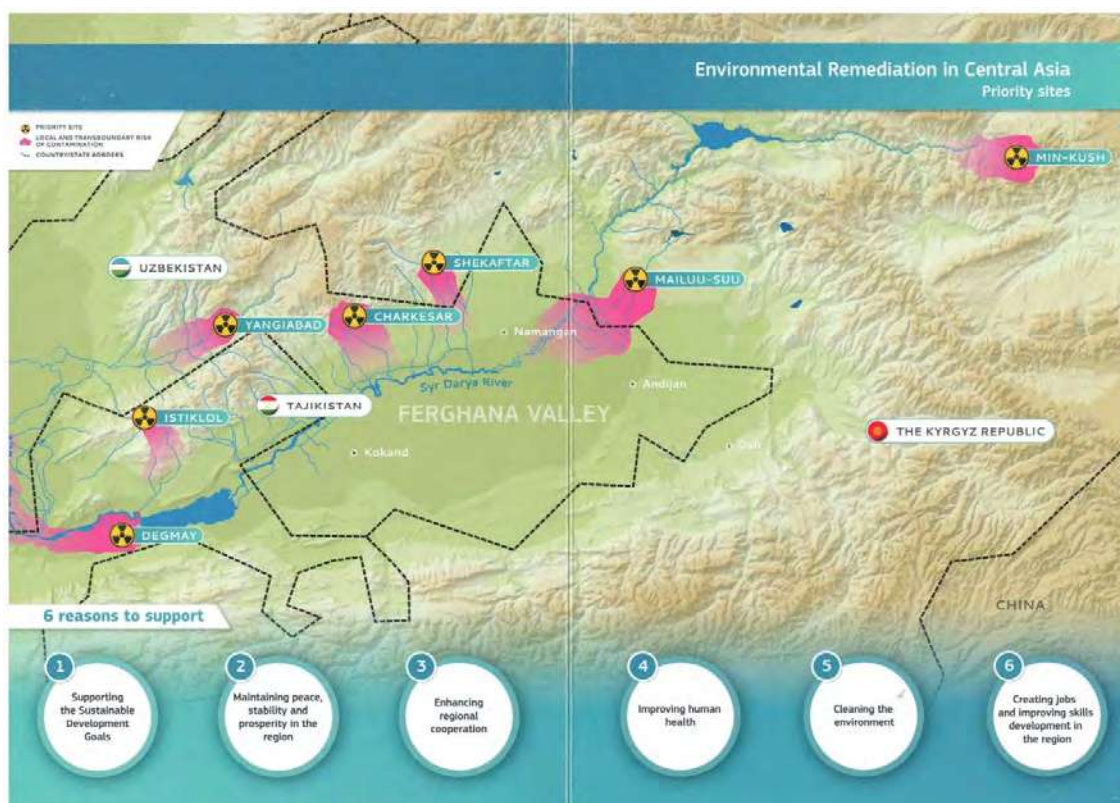 Environmental Remediation in Central Asia
Priority sites
PRIORITY SITE
LOCAL AND TRANSBOUNDARY RISK
OF CONTAMINATION
COUNTRY/STATE BORDERS
MIN-KUSH
UZBEKISTAN
SHEKAFTAR
MAILUU-SUU
YANGIABAD
CHARKESAR
Namangan
Syr Darya River
Andijan
TAJIKISTAN
ISTIKLOL
FERGHANA VALLEY
THE KYRGYZ REPUBLIC
Kokand
Osh
DEGMAY
CHINA
6 reasons to support
1
Supporting
the Sustainable
Development
Goals
2
Maintaining peace,
stability and
prosperity in the
region
3
Enhancing
regional
cooperation
4
Improving human
health
5
Cleaning the
environment
6
Creating jobs
and improving skills
development in
the region